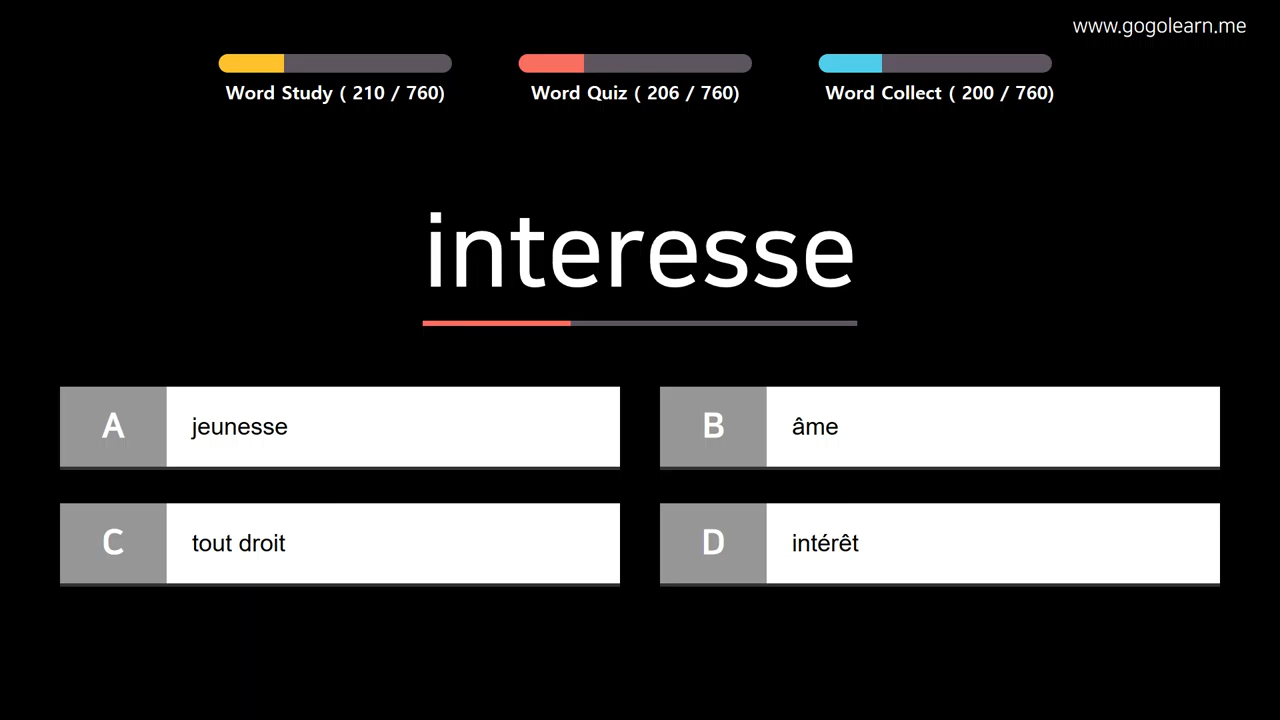 www.gogolearn.me
Word Study ( 210 / 760)
Word Quiz ( 206 / 760)
Word Collect ( 200 / 760)
interesse
A jeunesse
B âme
C tout droit
D intérêt